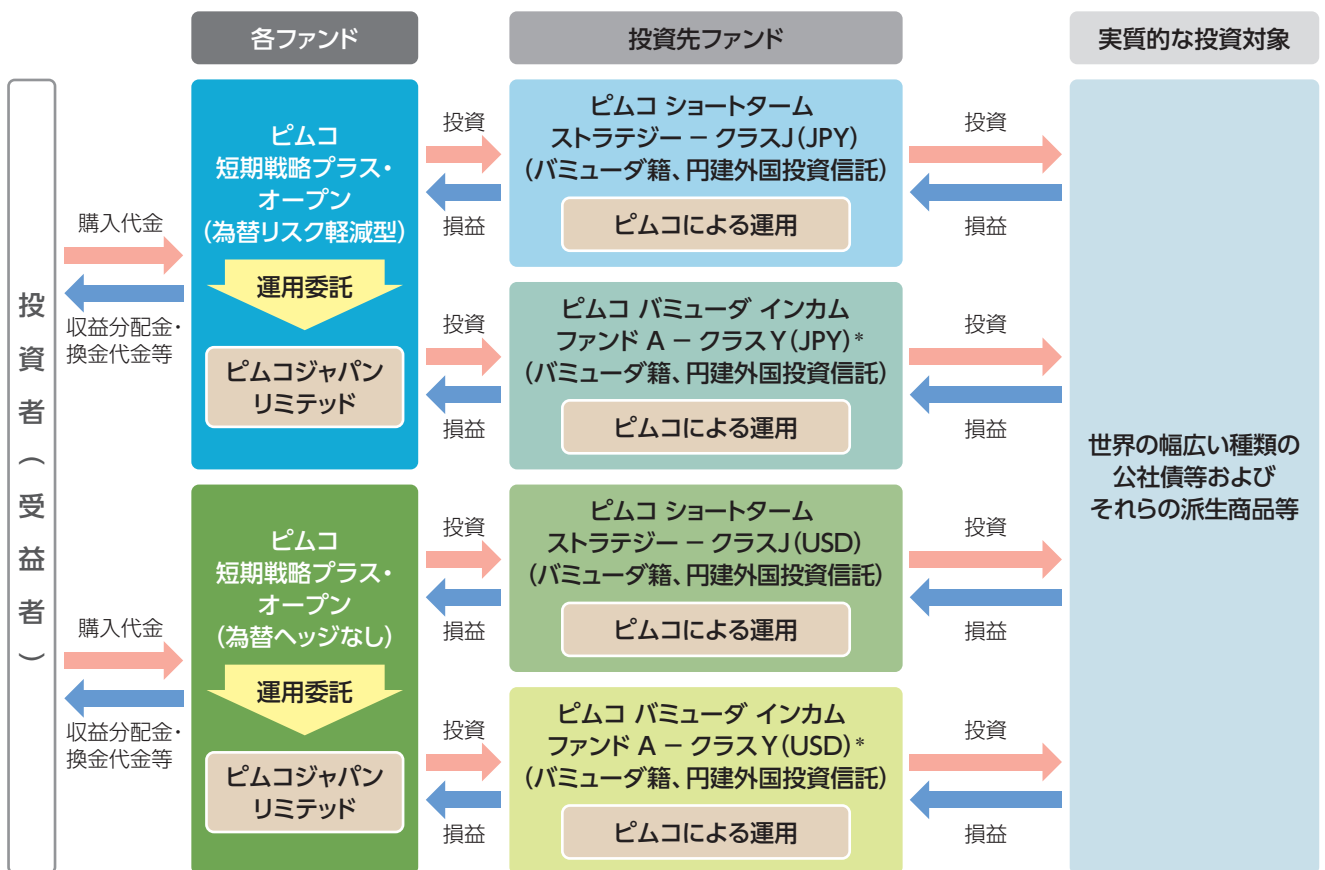 各ファンド
投資先ファンド
実質的な投資対象
投資者(受益者)
購入代金
収益分配金・
換金代金等
ピムコ
短期戦略プラス・
オープン
(為替リスク軽減型)
運用委託
ピムコジャパン
リミテッド
投資
損益
ピムコ ショートターム
ストラテジー － クラスJ(JPY)
(バミューダ籍、円建外国投資信託)
ピムコによる運用
投資
損益
投資
損益
ピムコ バミューダ インカム
ファンド A － クラスY(JPY)*
(バミューダ籍、円建外国投資信託)
ピムコによる運用
投資
損益
購入代金
収益分配金・
換金代金等
ピムコ
短期戦略プラス・
オープン
(為替ヘッジなし)
運用委託
ピムコジャパン
リミテッド
投資
損益
ピムコ ショートターム
ストラテジー － クラスJ(USD)
(バミューダ籍、円建外国投資信託)
ピムコによる運用
投資
損益
投資
損益
ピムコ バミューダ インカム
ファンド A － クラスY(USD)*
(バミューダ籍、円建外国投資信託)
ピムコによる運用
投資
損益
世界の幅広い種類の
公社債等および
それらの派生商品等